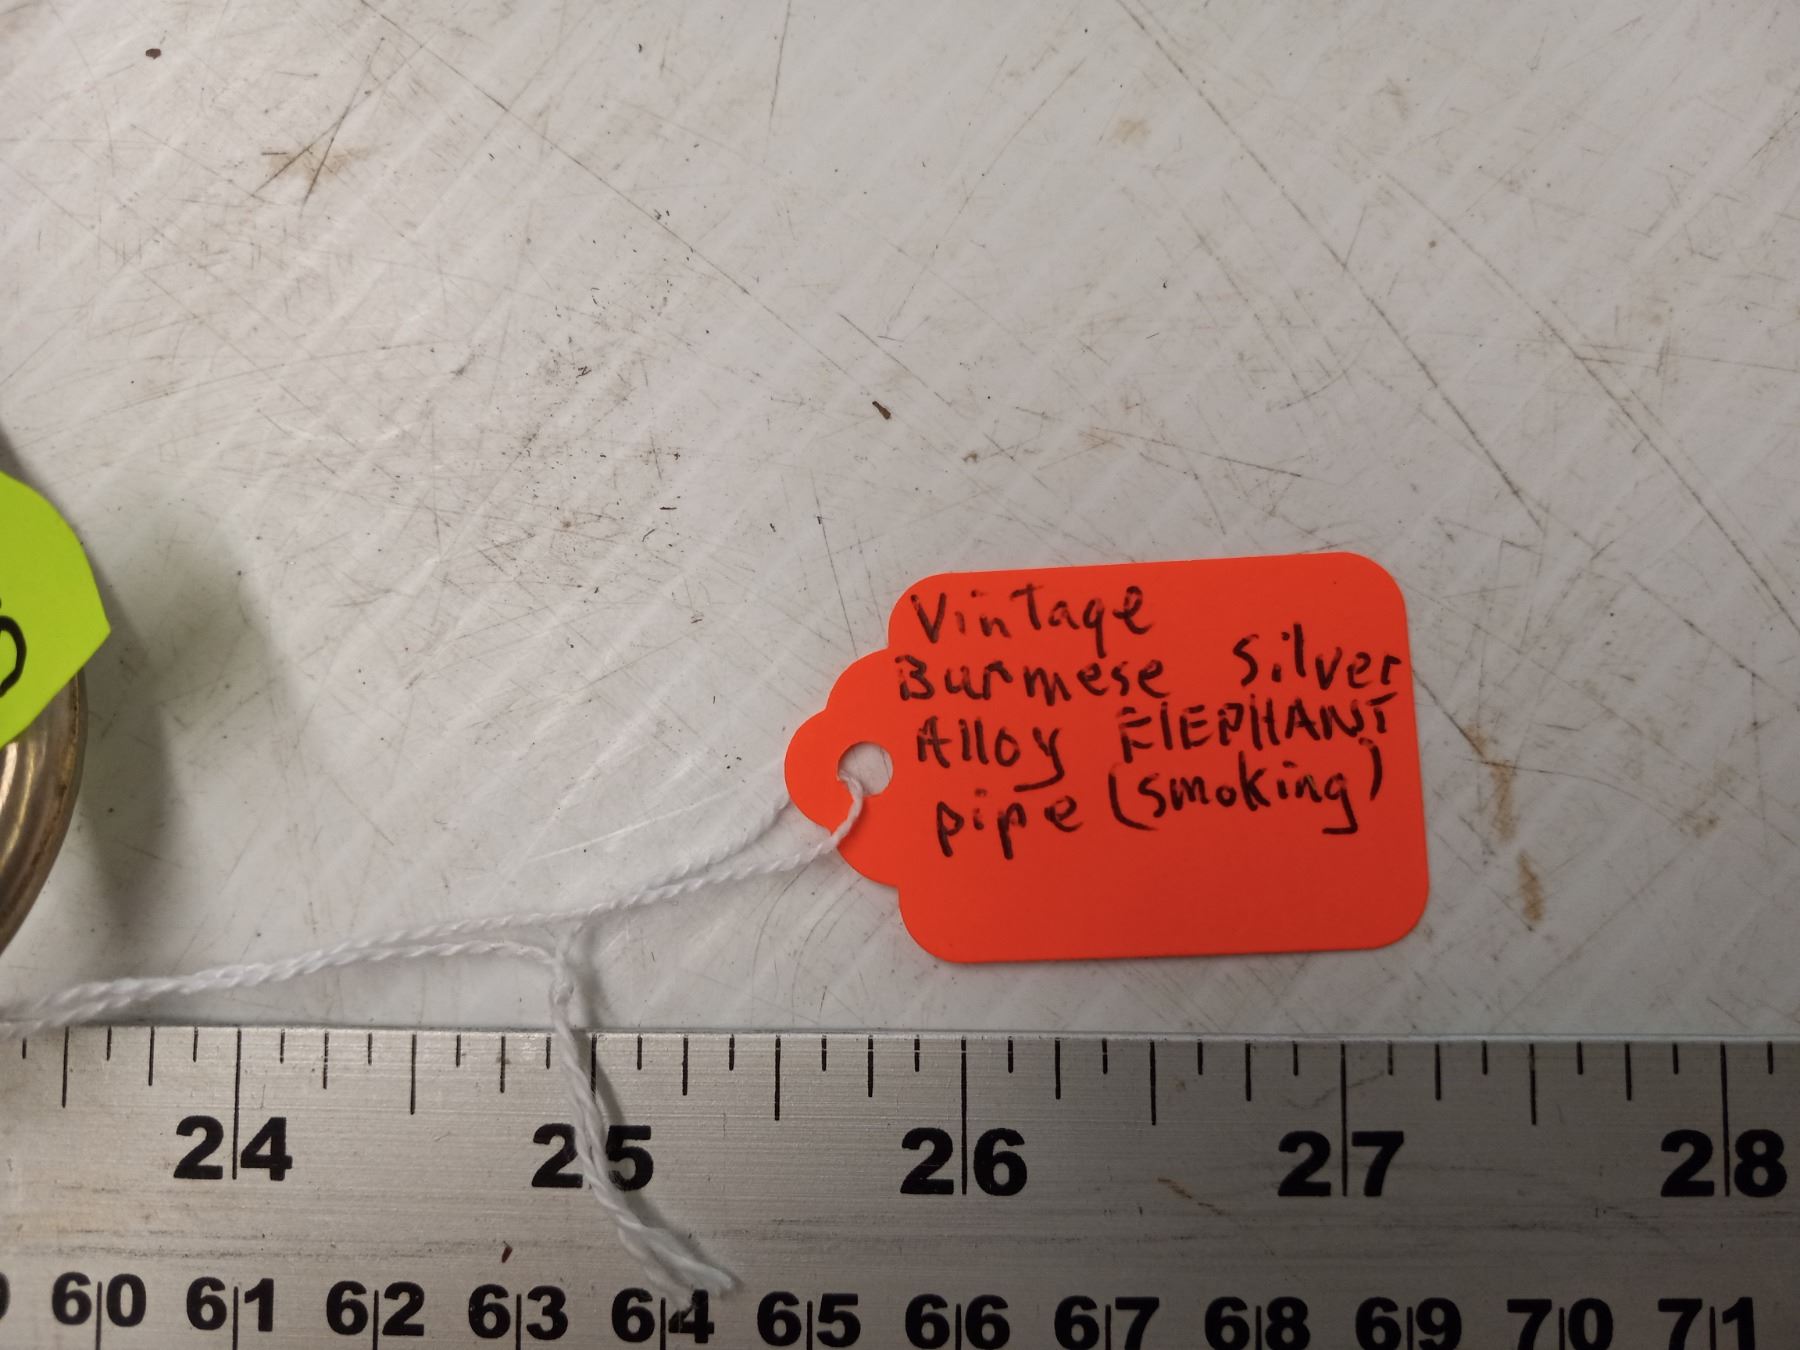 Vintage
Burmese Silver
Alloy ElEPHANT
pipe (smoking)
24 25 26 27 28
60 61 62 63 64 65 66 67 68 69 70 71